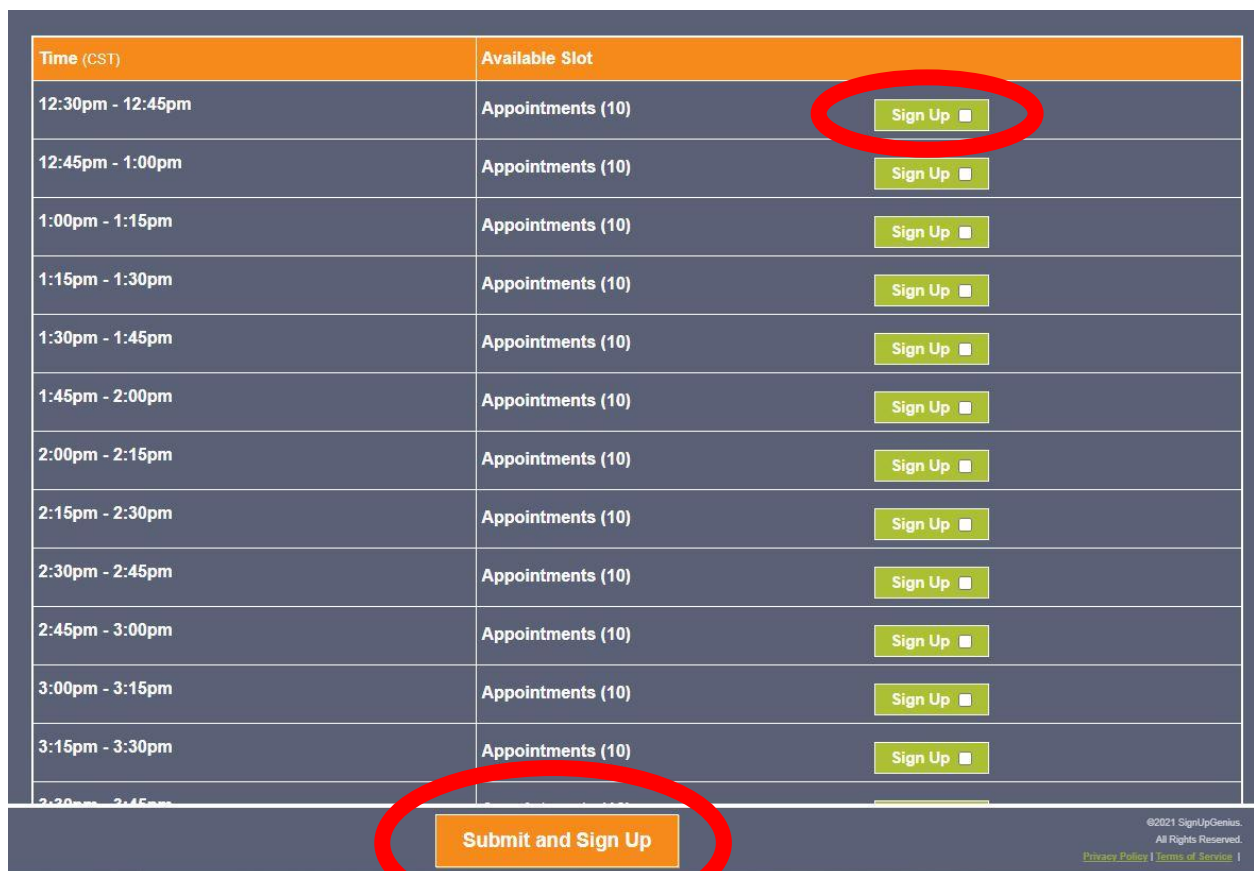 Time (CST) Available Slot
12:30pm - 12:45pm Appointments (10) Sign Up
12:45pm - 1:00pm Appointments (10) Sign Up
1:00pm - 1:15pm Appointments (10) Sign Up
1:15pm - 1:30pm Appointments (10) Sign Up
1:30pm - 1:45pm Appointments (10) Sign Up
1:45pm - 2:00pm Appointments (10) Sign Up
2:00pm - 2:15pm Appointments (10) Sign Up
2:15pm - 2:30pm Appointments (10) Sign Up
2:30pm - 2:45pm Appointments (10) Sign Up
2:45pm - 3:00pm Appointments (10) Sign Up
3:00pm - 3:15pm Appointments (10) Sign Up
3:15pm - 3:30pm Appointments (10) Sign Up
3:30pm - 3:45pm
Submit and Sign Up
©2021 SignUpGenius.
All Rights Reserved.
Privacy Policy | Terms of Service |